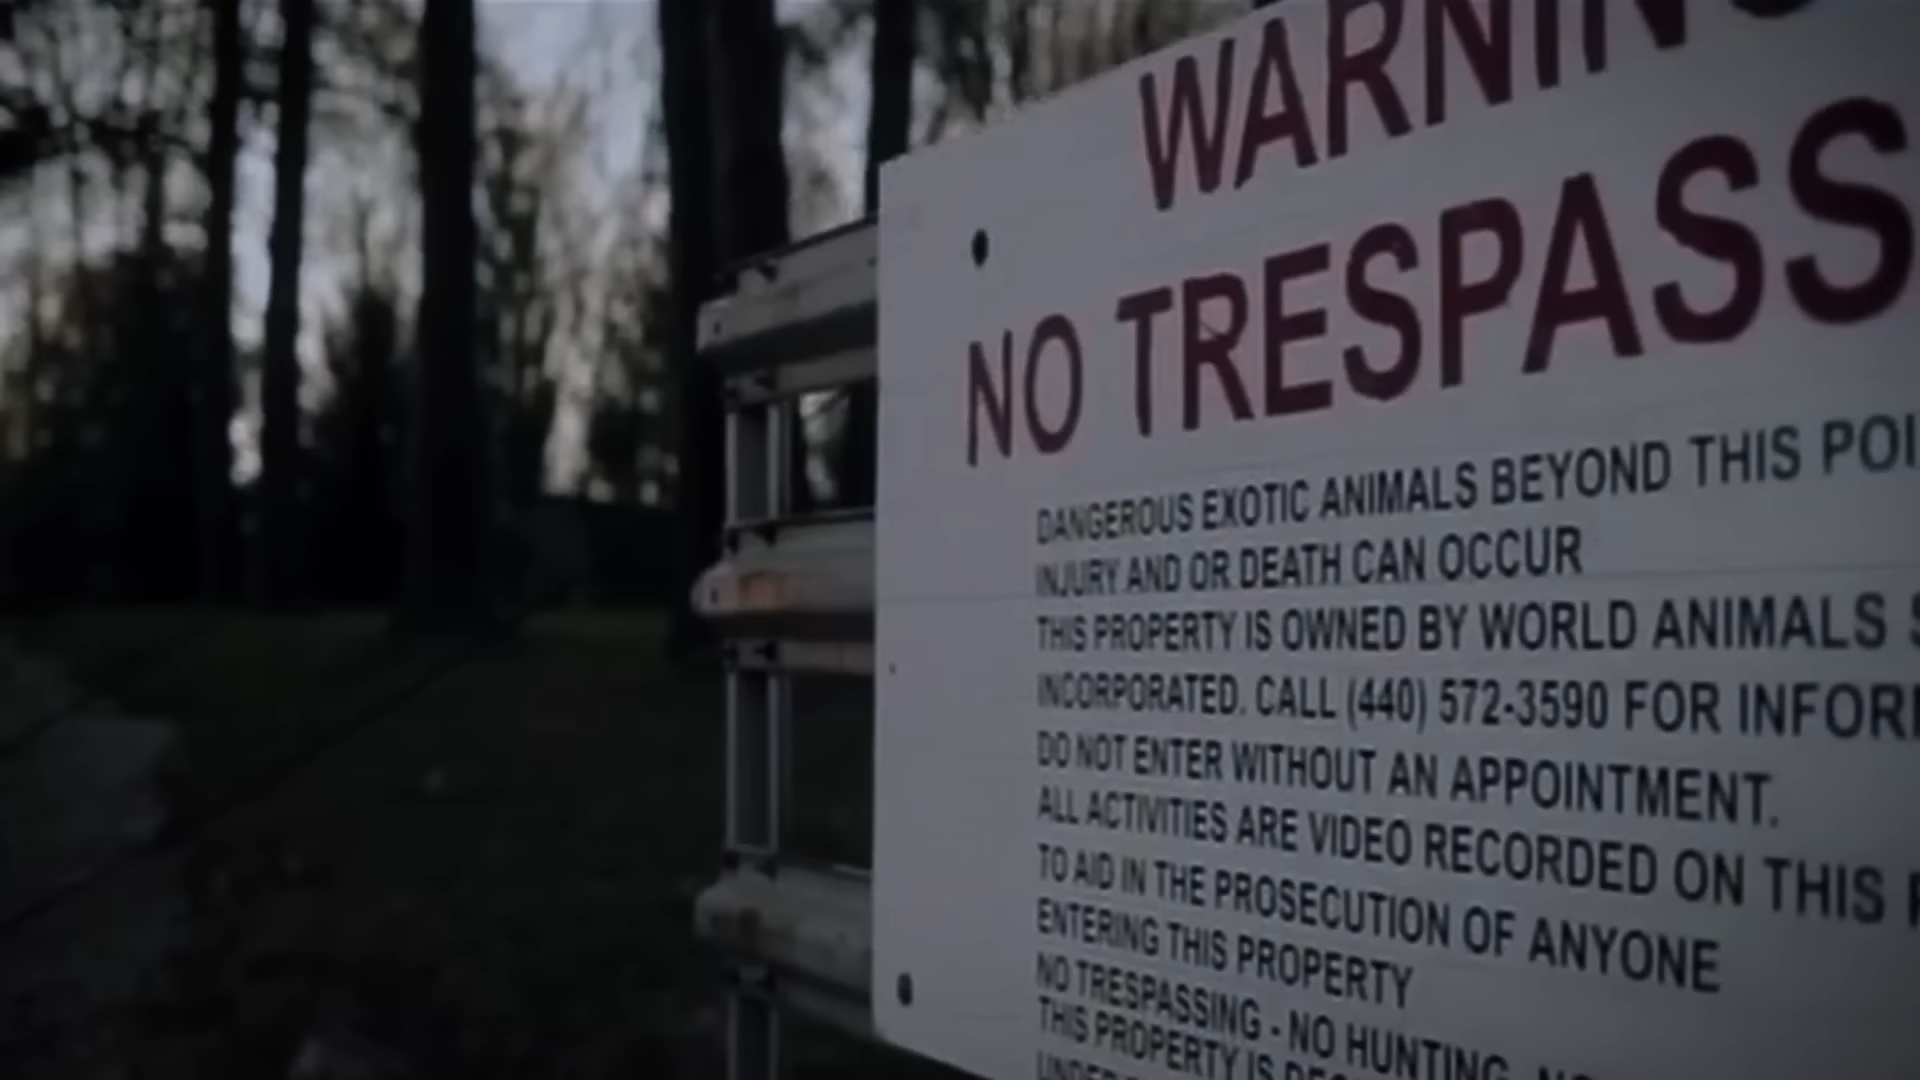 WARNIN
NO TRESPASS
DANGEROUS EXOTIC ANIMALS BEYOND THIS POI
INJURY AND OR DEATH CAN OCCUR
THIS PROPERTY IS OWNED BY WORLD ANIMALS S
INCORPORATED. CALL (440) 572-3590 FOR INFOR
DO NOT ENTER WITHOUT AN APPOINTMENT.
ALL ACTIVITIES ARE VIDEO RECORDED ON THIS P
TO AID IN THE PROSECUTION OF ANYONE
ENTERING THIS PROPERTY
NO TRESPASSING - NO HUNTING - NO
THIS PROPERTY IS